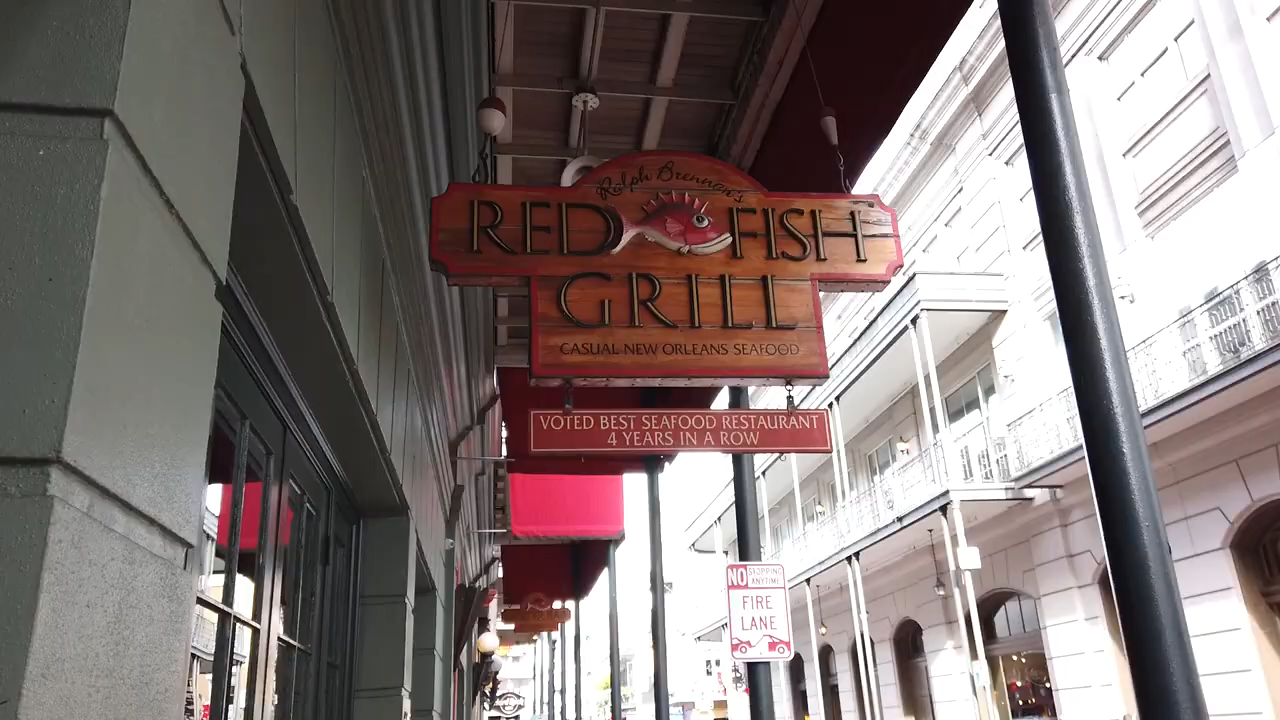 Ralph Brennan's
RED FISH
GRILL
CASUAL NEW ORLEANS SEAFOOD
VOTED BEST SEAFOOD RESTAURANT
4 YEARS IN A ROW
NO STOPPING
ANYTIME
FIRE
LANE